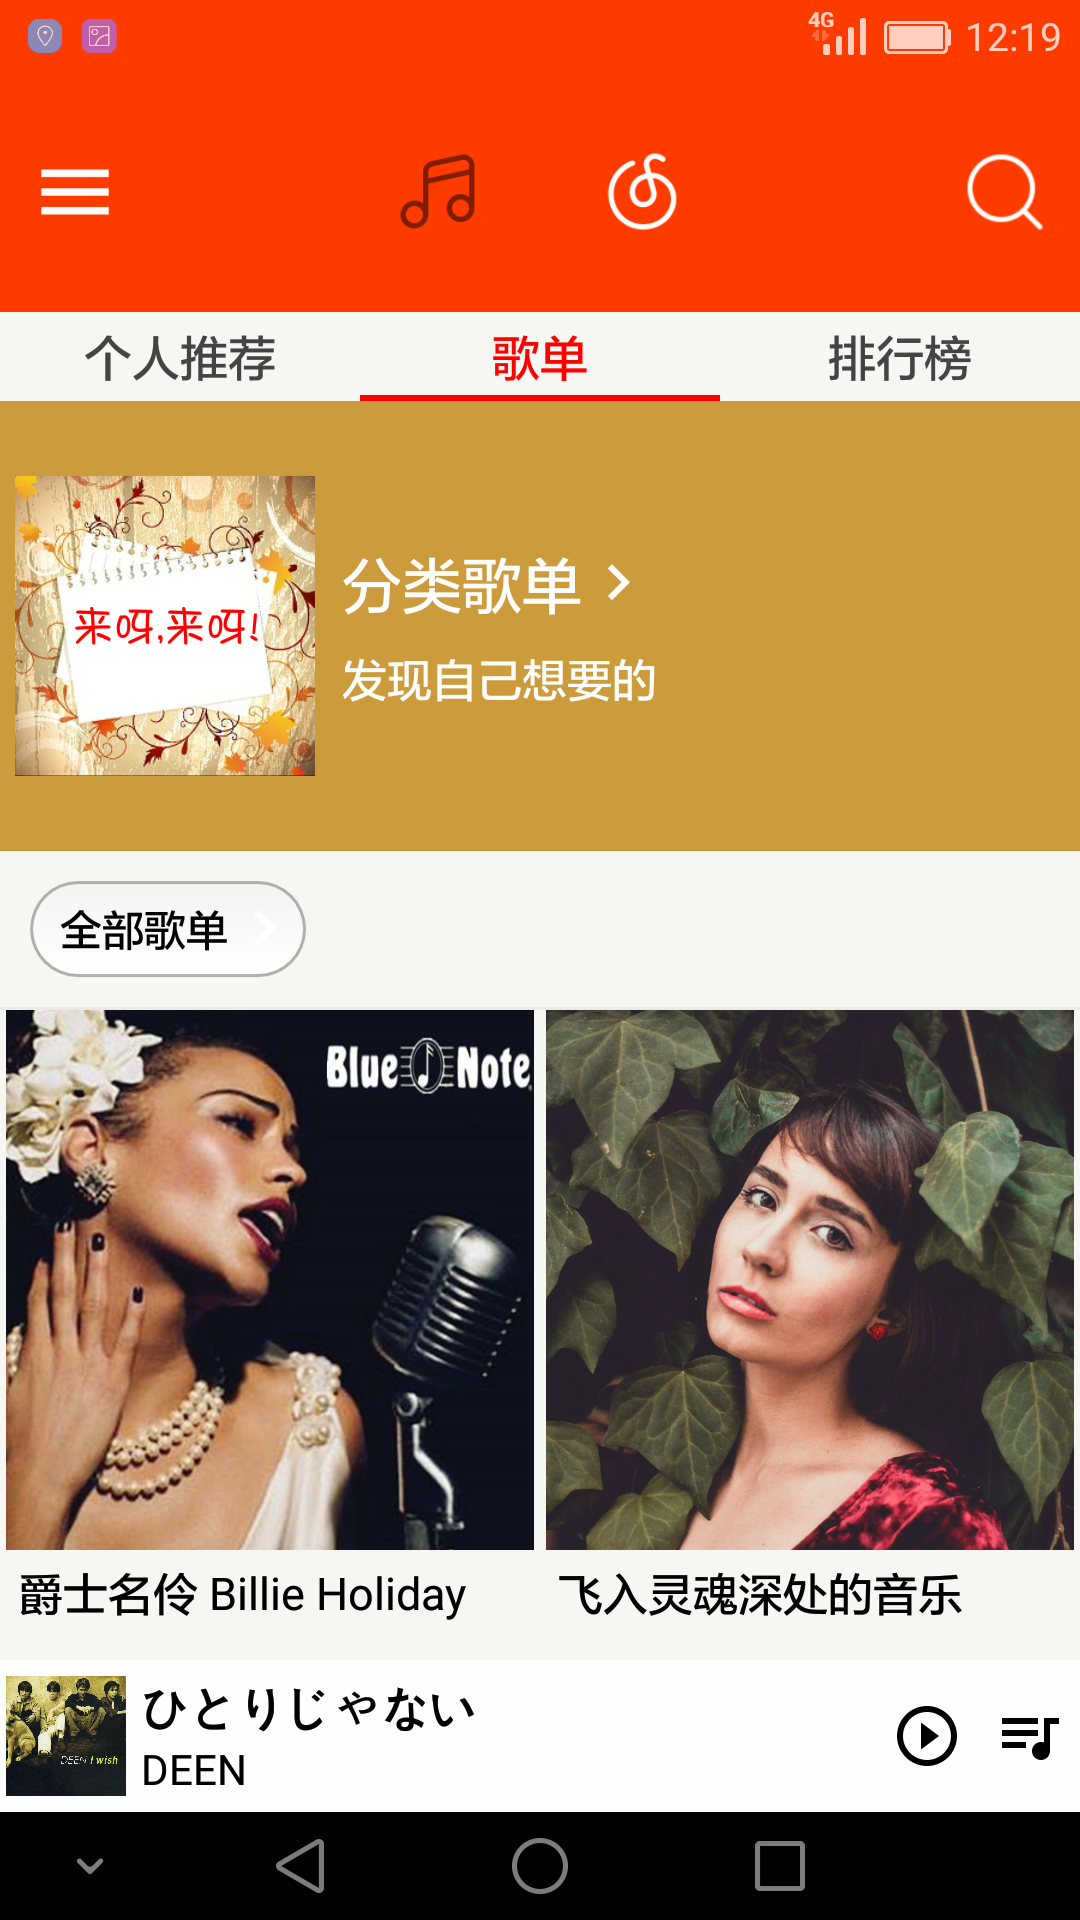 4G 12:19
个人推荐 歌单 排行榜
来呀,来呀!
分类歌单
发现自己想要的
全部歌单
Blue Note
爵士名伶 Billie Holiday
飞入灵魂深处的音乐
DEEN I wish
ひとりじゃない
DEEN